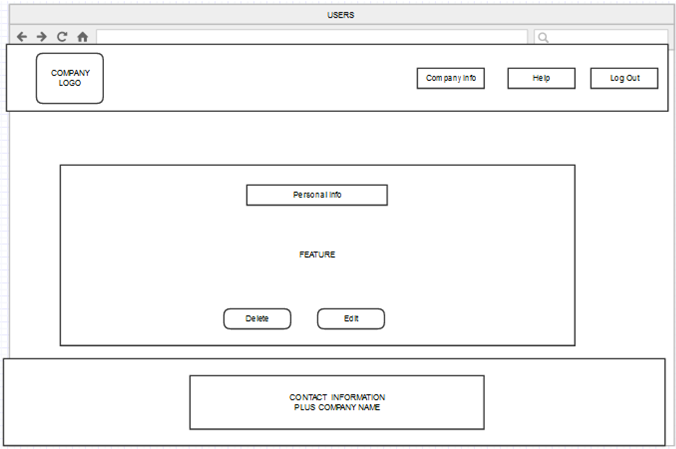 USERS
COMPANY
LOGO
Company Info
Help
Log Out
Personal Info
FEATURE
Delete
Edit
CONTACT INFORMATION
PLUS COMPANY NAME